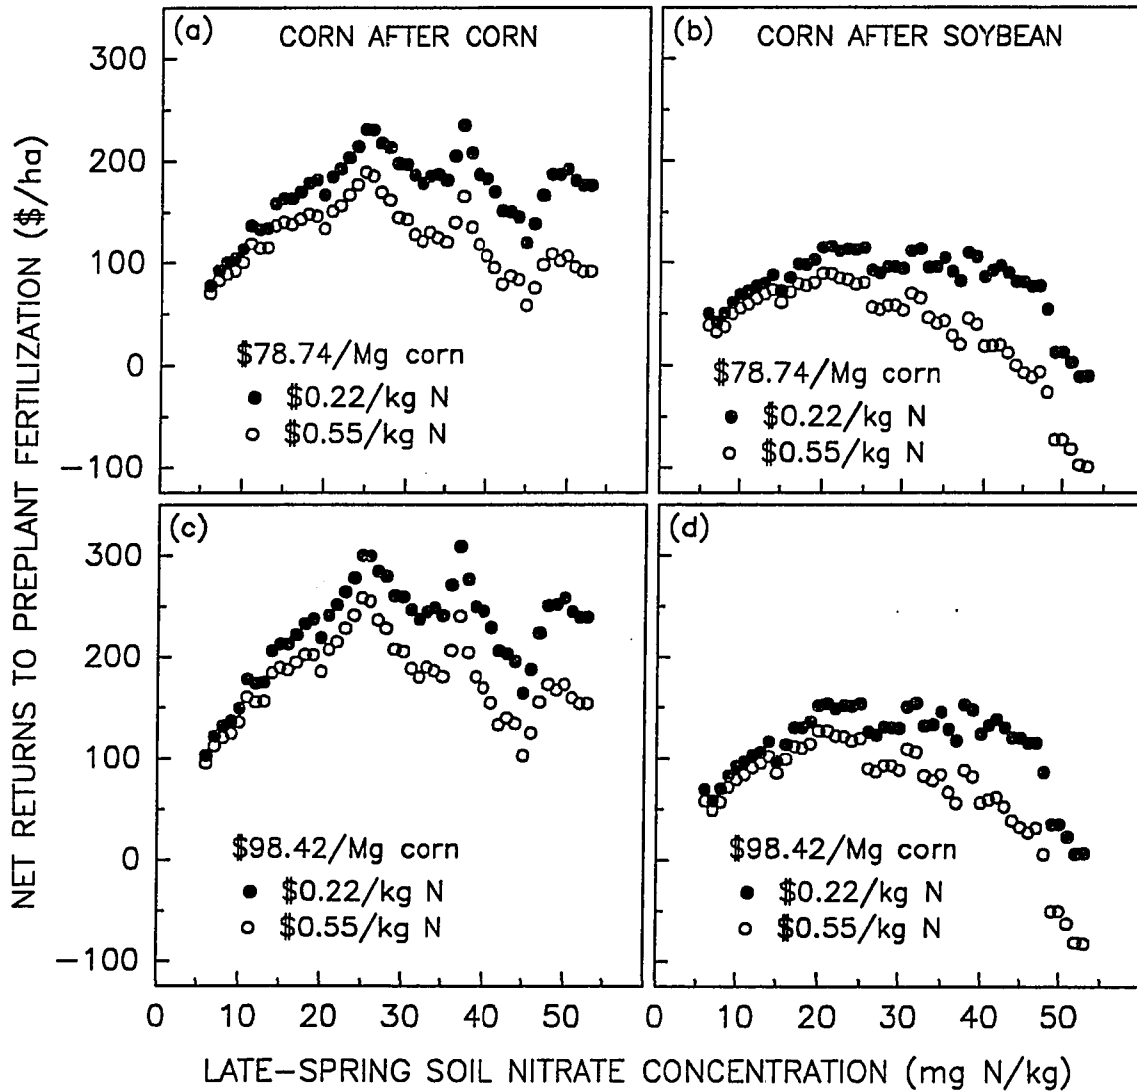 (a) CORN AFTER CORN
(b) CORN AFTER SOYBEAN
300
200
100
0
−100
$78.74/Mg corn
● $0.22/kg N
○ $0.55/kg N
$78.74/Mg corn
● $0.22/kg N
○ $0.55/kg N
(c)
(d)
300
200
100
0
−100
$98.42/Mg corn
● $0.22/kg N
○ $0.55/kg N
$98.42/Mg corn
● $0.22/kg N
○ $0.55/kg N
0 10 20 30 40 50
0 10 20 30 40 50
NET RETURNS TO PREPLANT FERTILIZATION ($/ha)
LATE−SPRING SOIL NITRATE CONCENTRATION (mg N/kg)